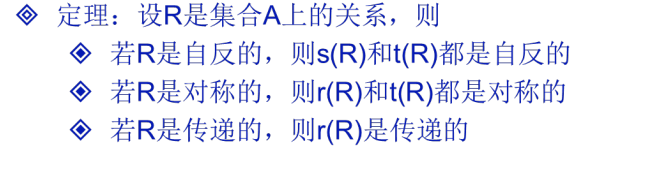 定理：设R是集合A上的关系，则
若R是自反的，则s(R)和t(R)都是自反的
若R是对称的，则r(R)和t(R)都是对称的
若R是传递的，则r(R)是传递的